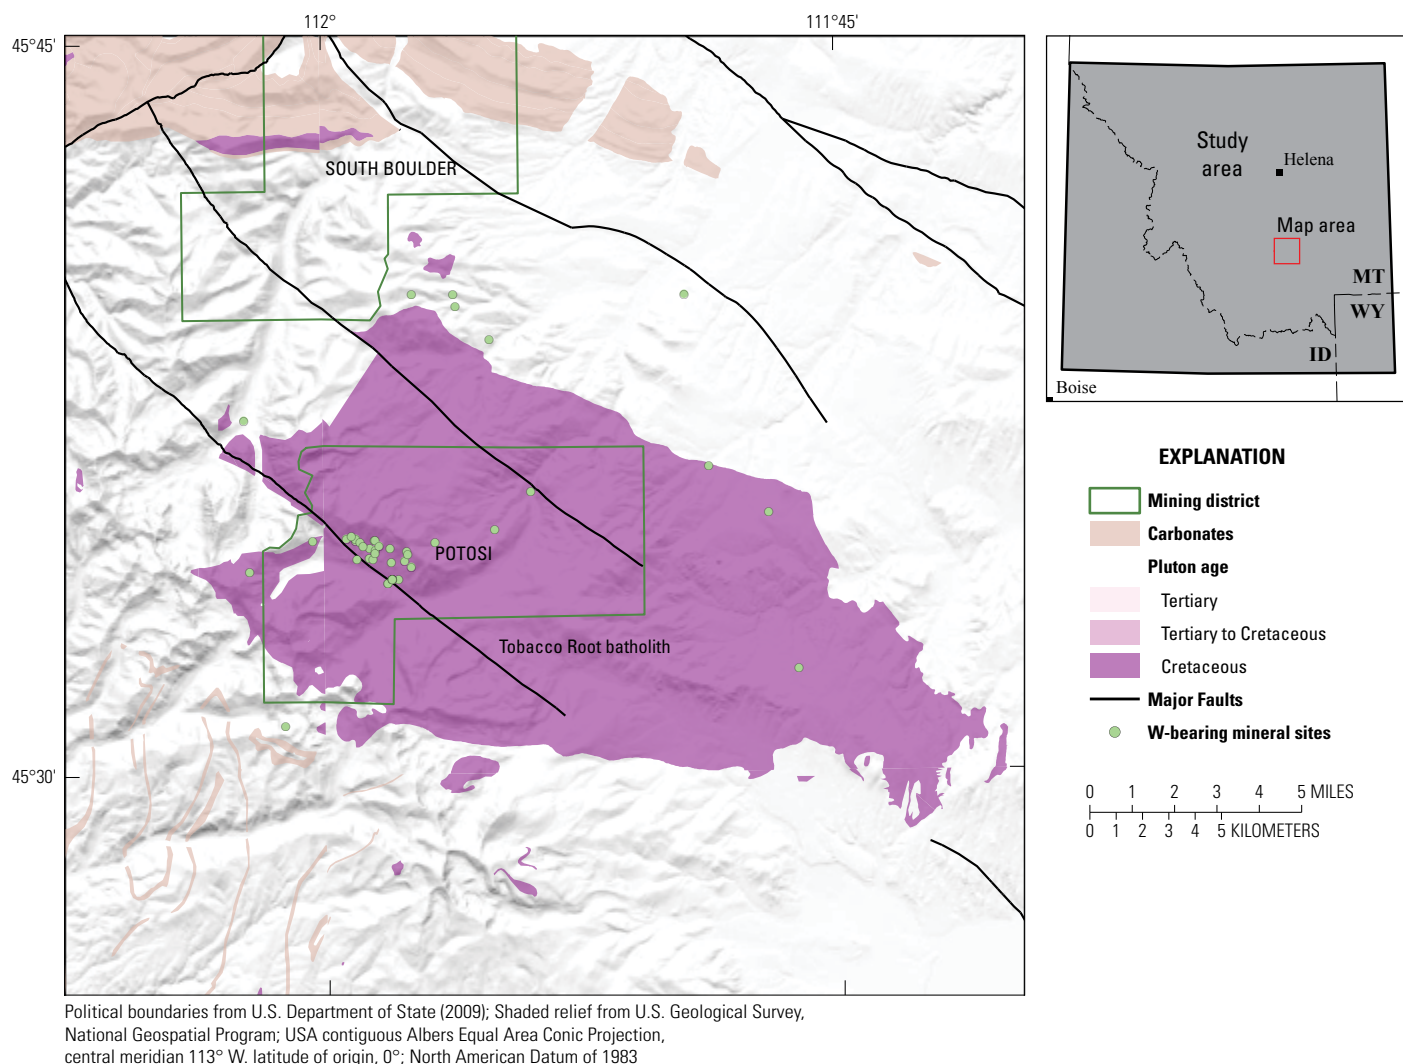 112°
111°45'
45°45'
SOUTH BOULDER
POTOSI
Tobacco Root batholith
45°30'
Study
area
Helena
Map area
MT
WY
ID
Boise
EXPLANATION
Mining district
Carbonates
Pluton age
Tertiary
Tertiary to Cretaceous
Cretaceous
Major Faults
W-bearing mineral sites
0 1 2 3 4 5 MILES
0 1 2 3 4 5 KILOMETERS
Political boundaries from U.S. Department of State (2009); Shaded relief from U.S. Geological Survey,
National Geospatial Program; USA contiguous Albers Equal Area Conic Projection,
central meridian 113° W, latitude of origin, 0°; North American Datum of 1983